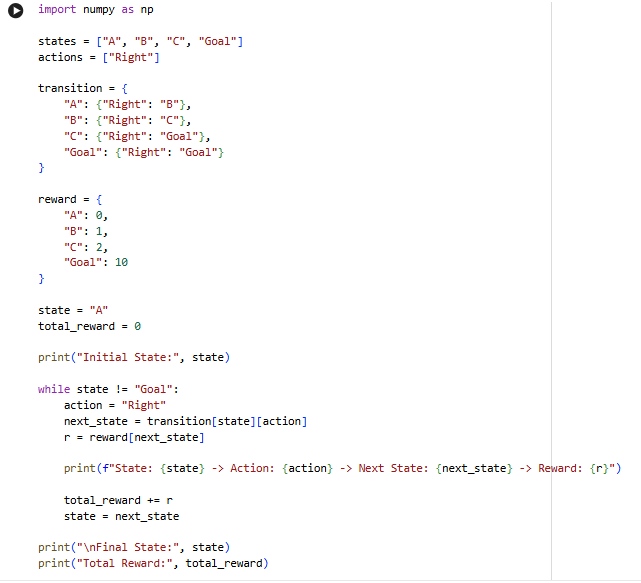 import numpy as np
states = ["A", "B", "C", "Goal"]
actions = ["Right"]
transition = {
    "A": {"Right": "B"},
    "B": {"Right": "C"},
    "C": {"Right": "Goal"},
    "Goal": {"Right": "Goal"}
}
reward = {
    "A": 0,
    "B": 1,
    "C": 2,
    "Goal": 10
}
state = "A"
total_reward = 0
print("Initial State:", state)
while state != "Goal":
    action = "Right"
    next_state = transition[state][action]
    r = reward[next_state]
    print(f"State: {state} -> Action: {action} -> Next State: {next_state} -> Reward: {r}")
    total_reward += r
    state = next_state
print("\nFinal State:", state)
print("Total Reward:", total_reward)